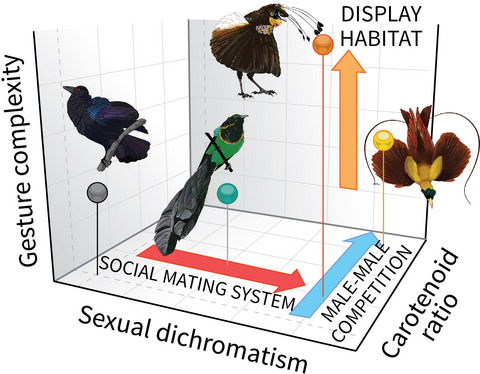 DISPLAY
HABITAT
Gesture complexity
SOCIAL MATING SYSTEM
MALE-MALE
COMPETITION
Sexual dichromatism
Carotenoid
ratio